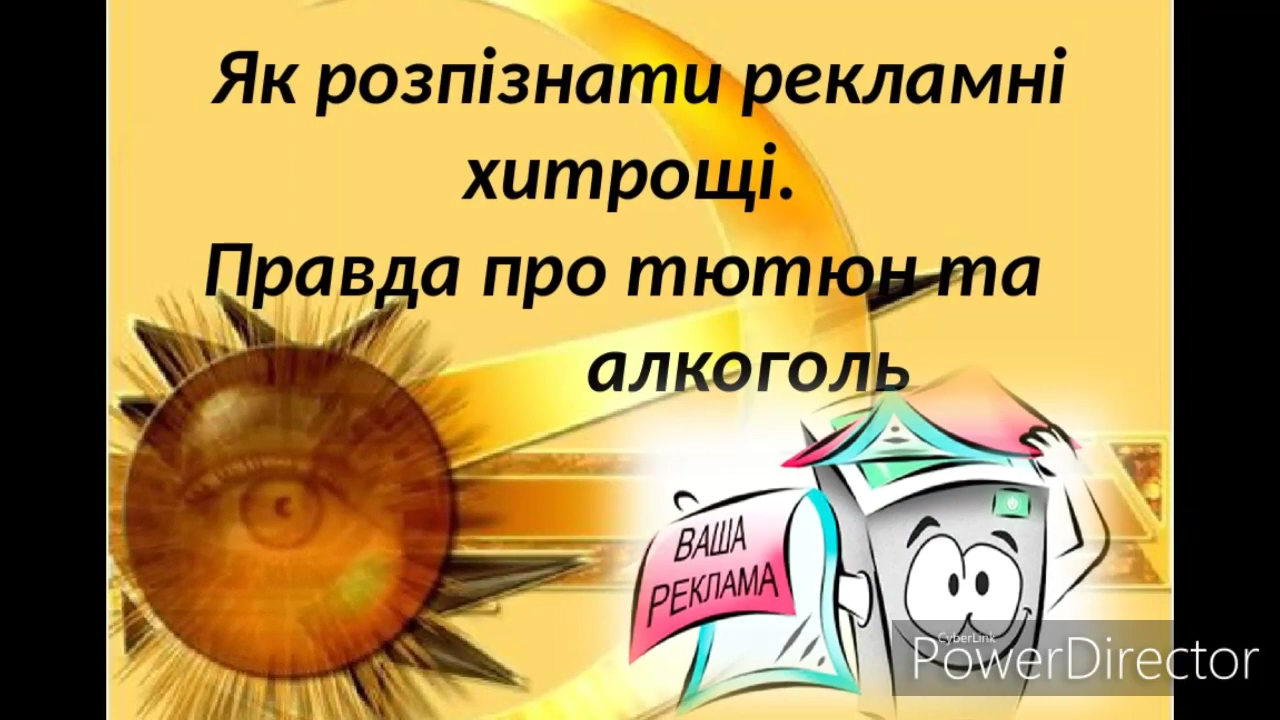 Як розпізнати рекламні
хитрощі.
Правда про тютюн та
алкоголь
ВАША
РЕКЛАМА
CyberLink
PowerDirector